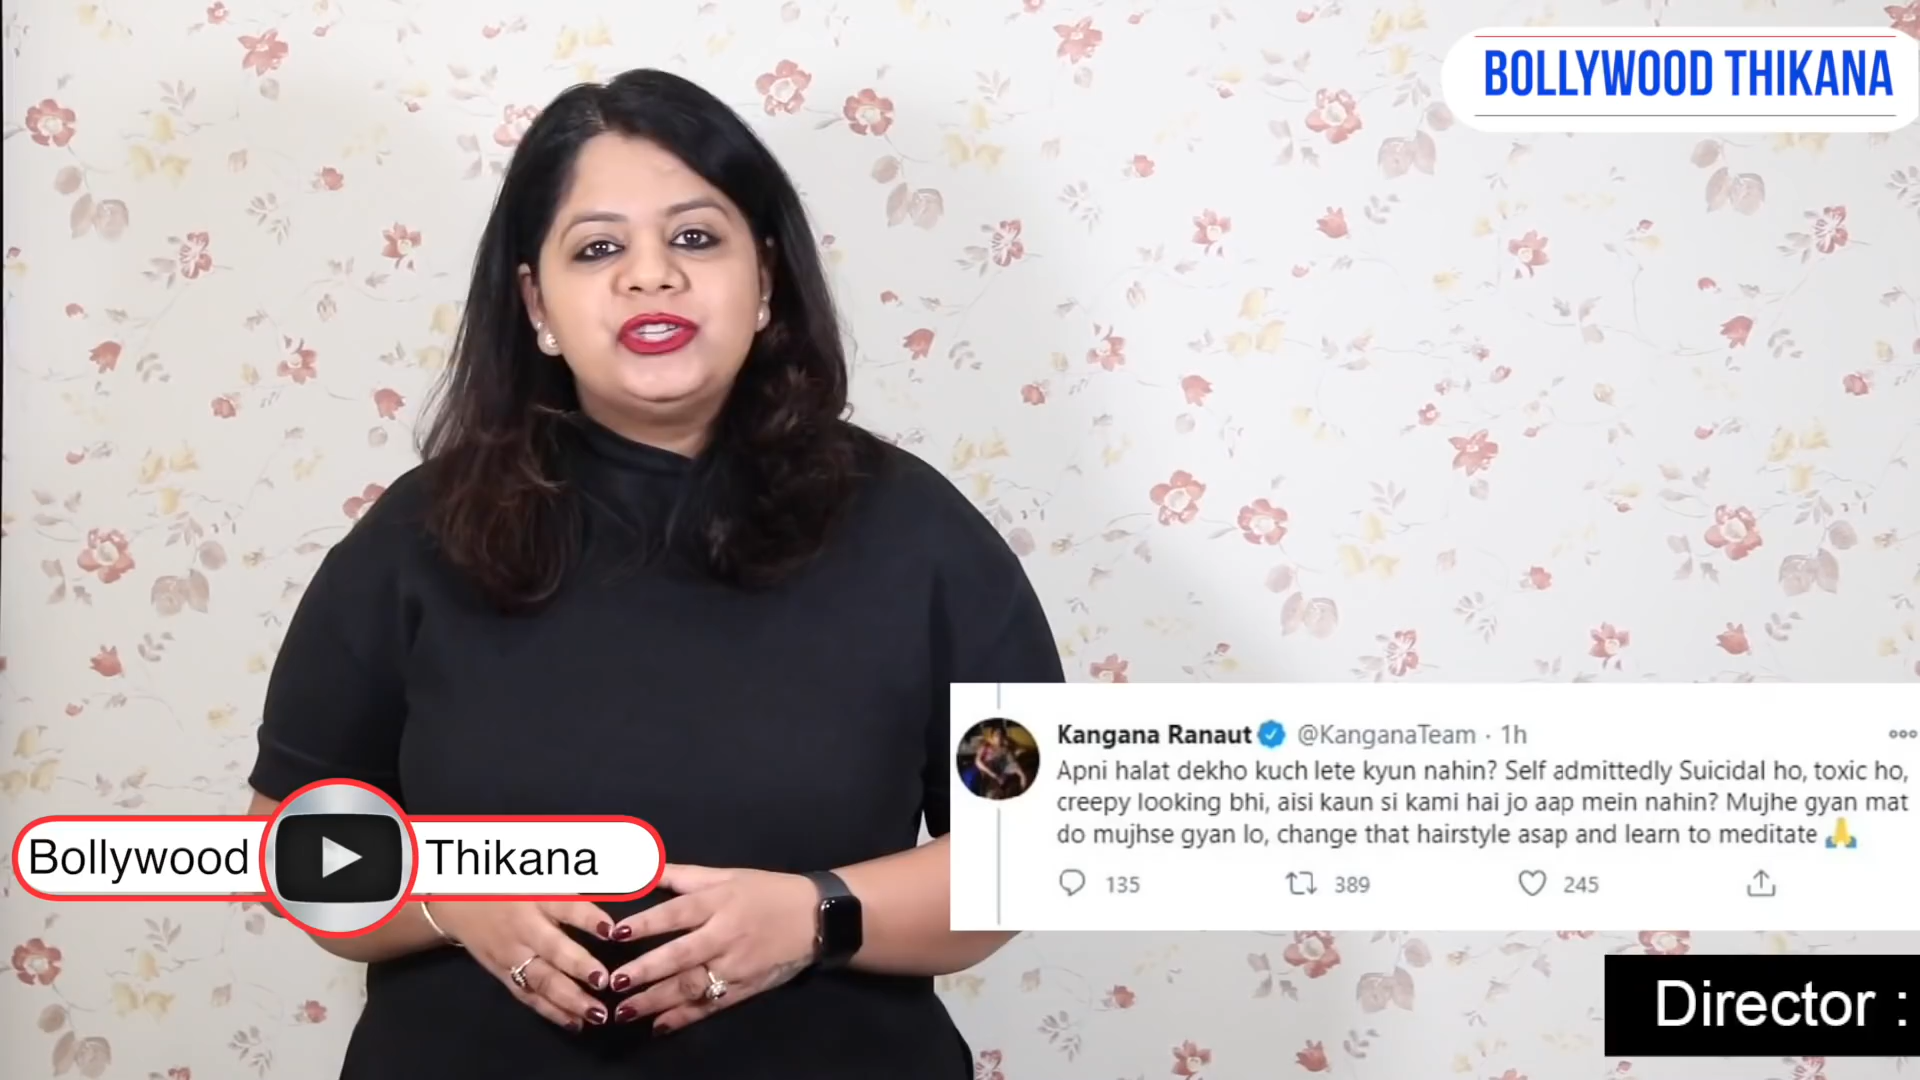 BOLLYWOOD THIKANA
Kangana Ranaut @KanganaTeam · 1h
Apni halat dekho kuch lete kyun nahin? Self admittedly Suicidal ho, toxic ho,
creepy looking bhi, aisi kaun si kami hai jo aap mein nahin? Mujhe gyan mat
do mujhse gyan lo, change that hairstyle asap and learn to meditate 🙏
135 389 245
Bollywood Thikana
Director :